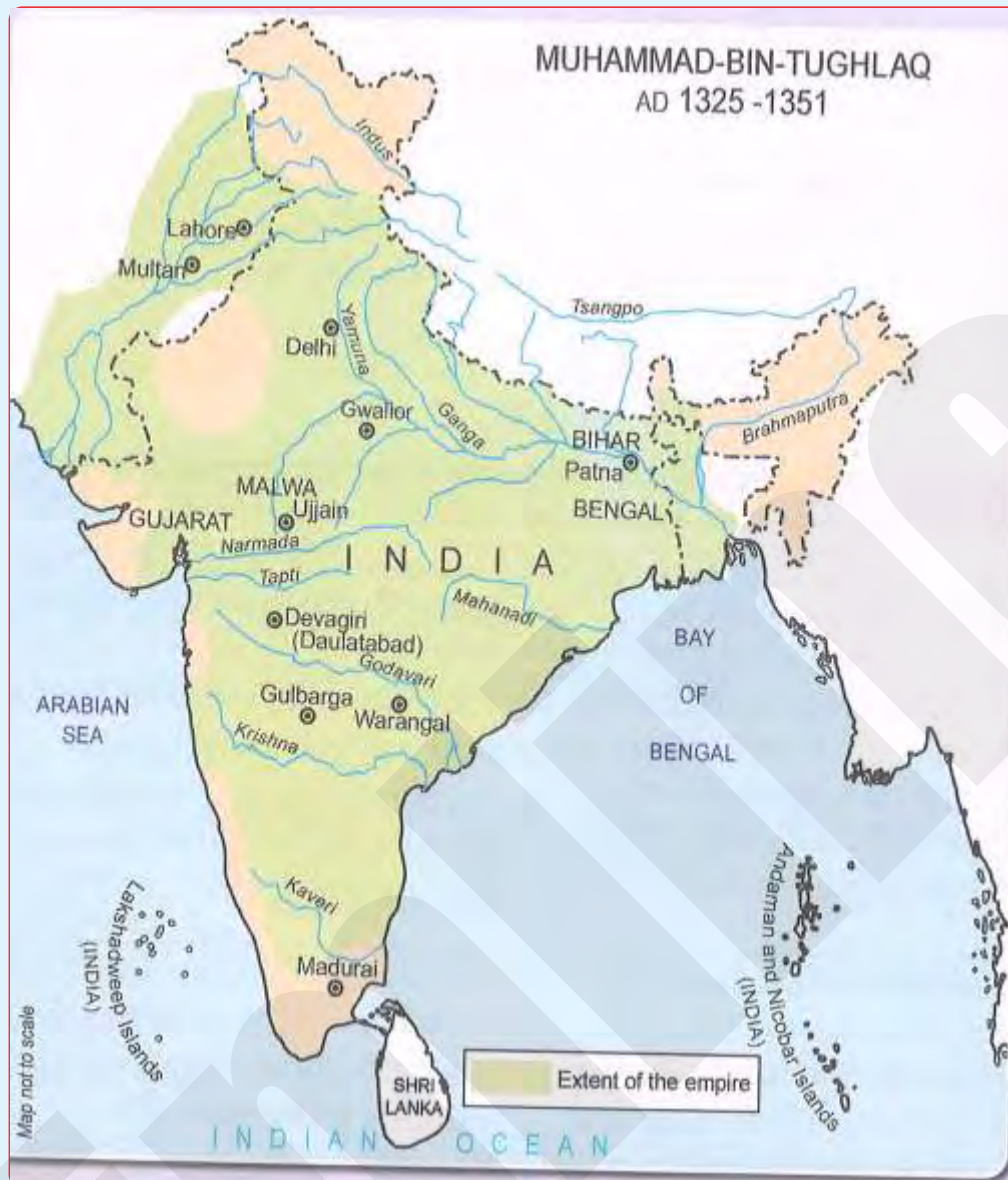 MUHAMMAD-BIN-TUGHLAQ
AD 1325 -1351
Indus
Lahore
Multan
Tsangpo
Yamuna
Delhi
Gwalior
Ganga
Brahmaputra
BIHAR
Patna
MALWA
Ujjain
BENGAL
GUJARAT
Narmada
INDIA
Tapti
Mahanadi
Devagiri
(Daulatabad)
Godavari
BAY
OF
BENGAL
ARABIAN
SEA
Gulbarga
Warangal
Krishna
Kaveri
Madurai
Lakshadweep Islands
(INDIA)
Andaman and Nicobar Islands
(INDIA)
Map not to scale
SHRI
LANKA
Extent of the empire
INDIAN OCEAN